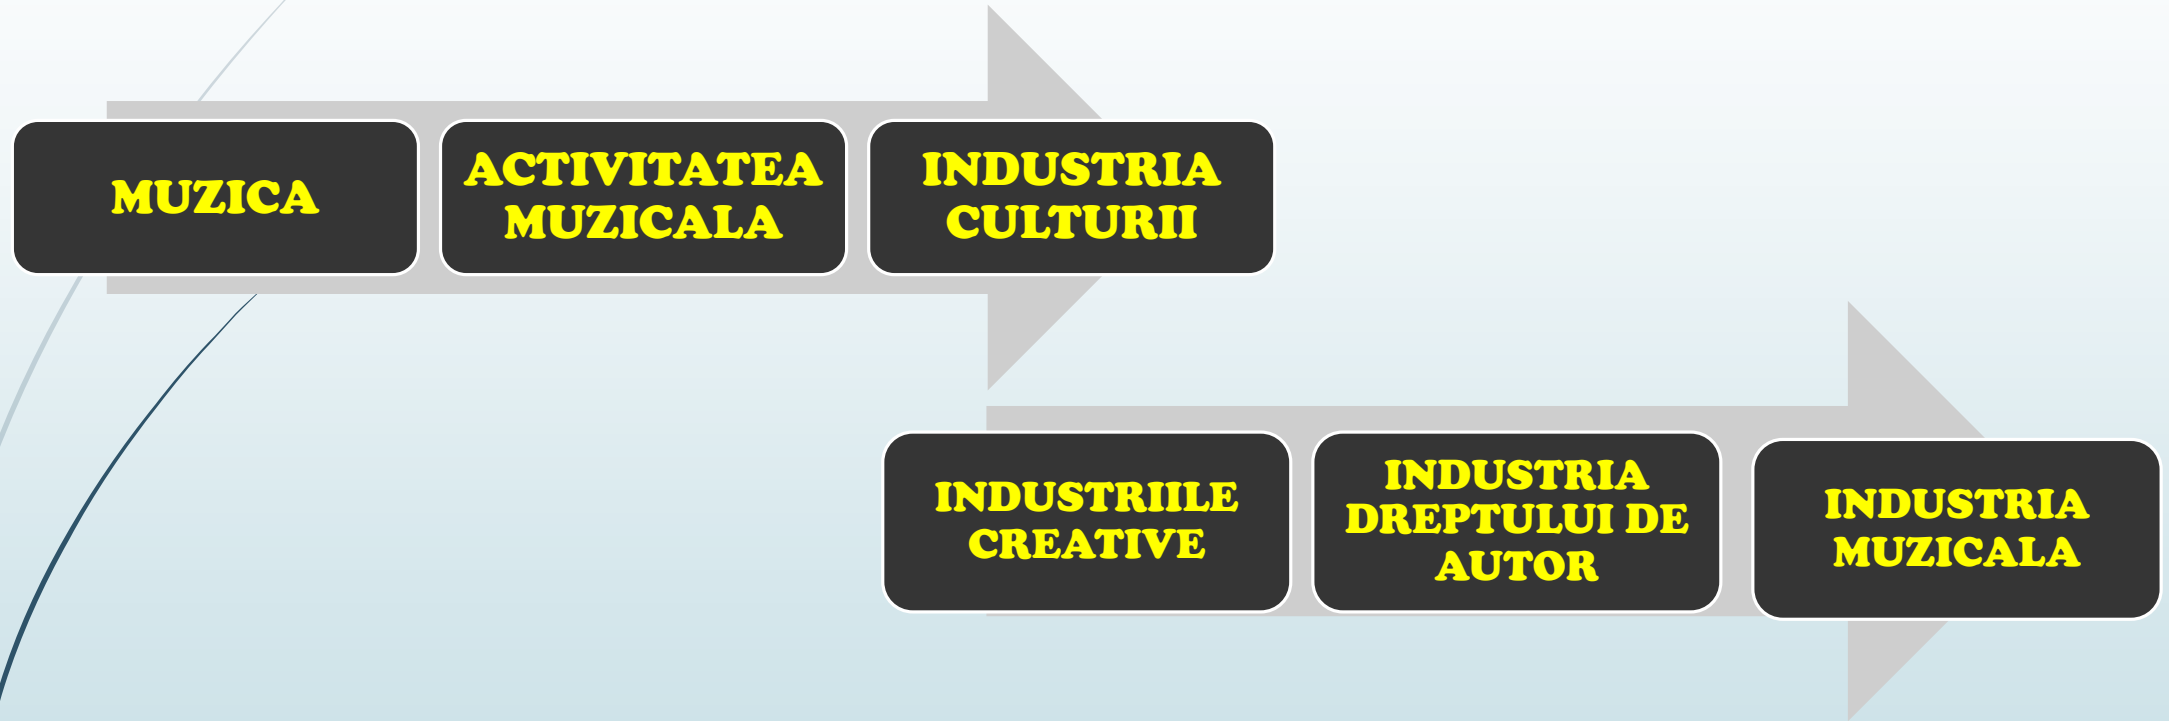 MUZICA
ACTIVITATEA
MUZICALA
INDUSTRIA
CULTURII
INDUSTRIILE
CREATIVE
INDUSTRIA
DREPTULUI DE
AUTOR
INDUSTRIA
MUZICALA